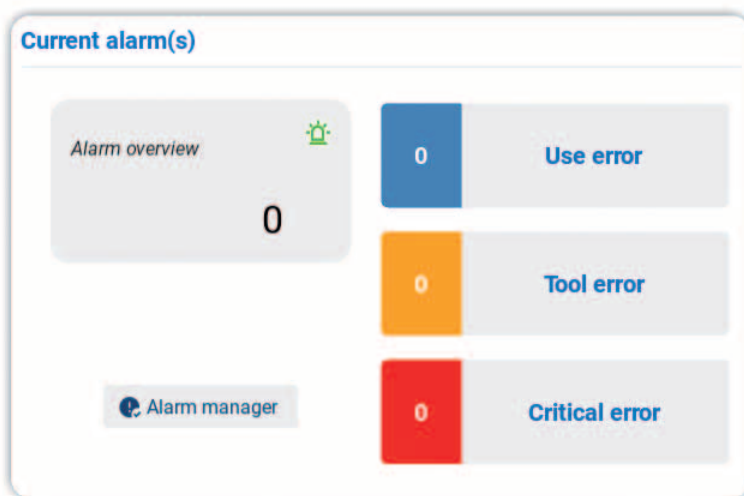 Current alarm(s)
Alarm overview
0
0 Use error
0 Tool error
0 Critical error
Alarm manager